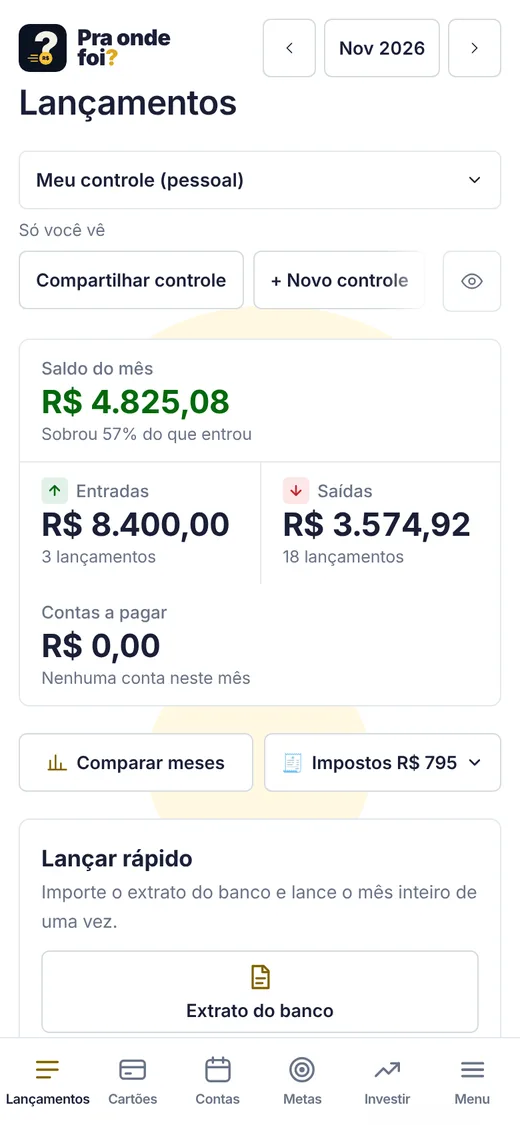 Pra onde
foi?
R$
Nov 2026
Lançamentos
Meu controle (pessoal)
Só você vê
Compartilhar controle
+ Novo controle
Saldo do mês
R$ 4.825,08
Sobrou 57% do que entrou
Entradas
R$ 8.400,00
3 lançamentos
Saídas
R$ 3.574,92
18 lançamentos
Contas a pagar
R$ 0,00
Nenhuma conta neste mês
Comparar meses
Impostos R$ 795
Lançar rápido
Importe o extrato do banco e lance o mês inteiro de
uma vez.
Extrato do banco
Lançamentos
Cartões
Contas
Metas
Investir
Menu